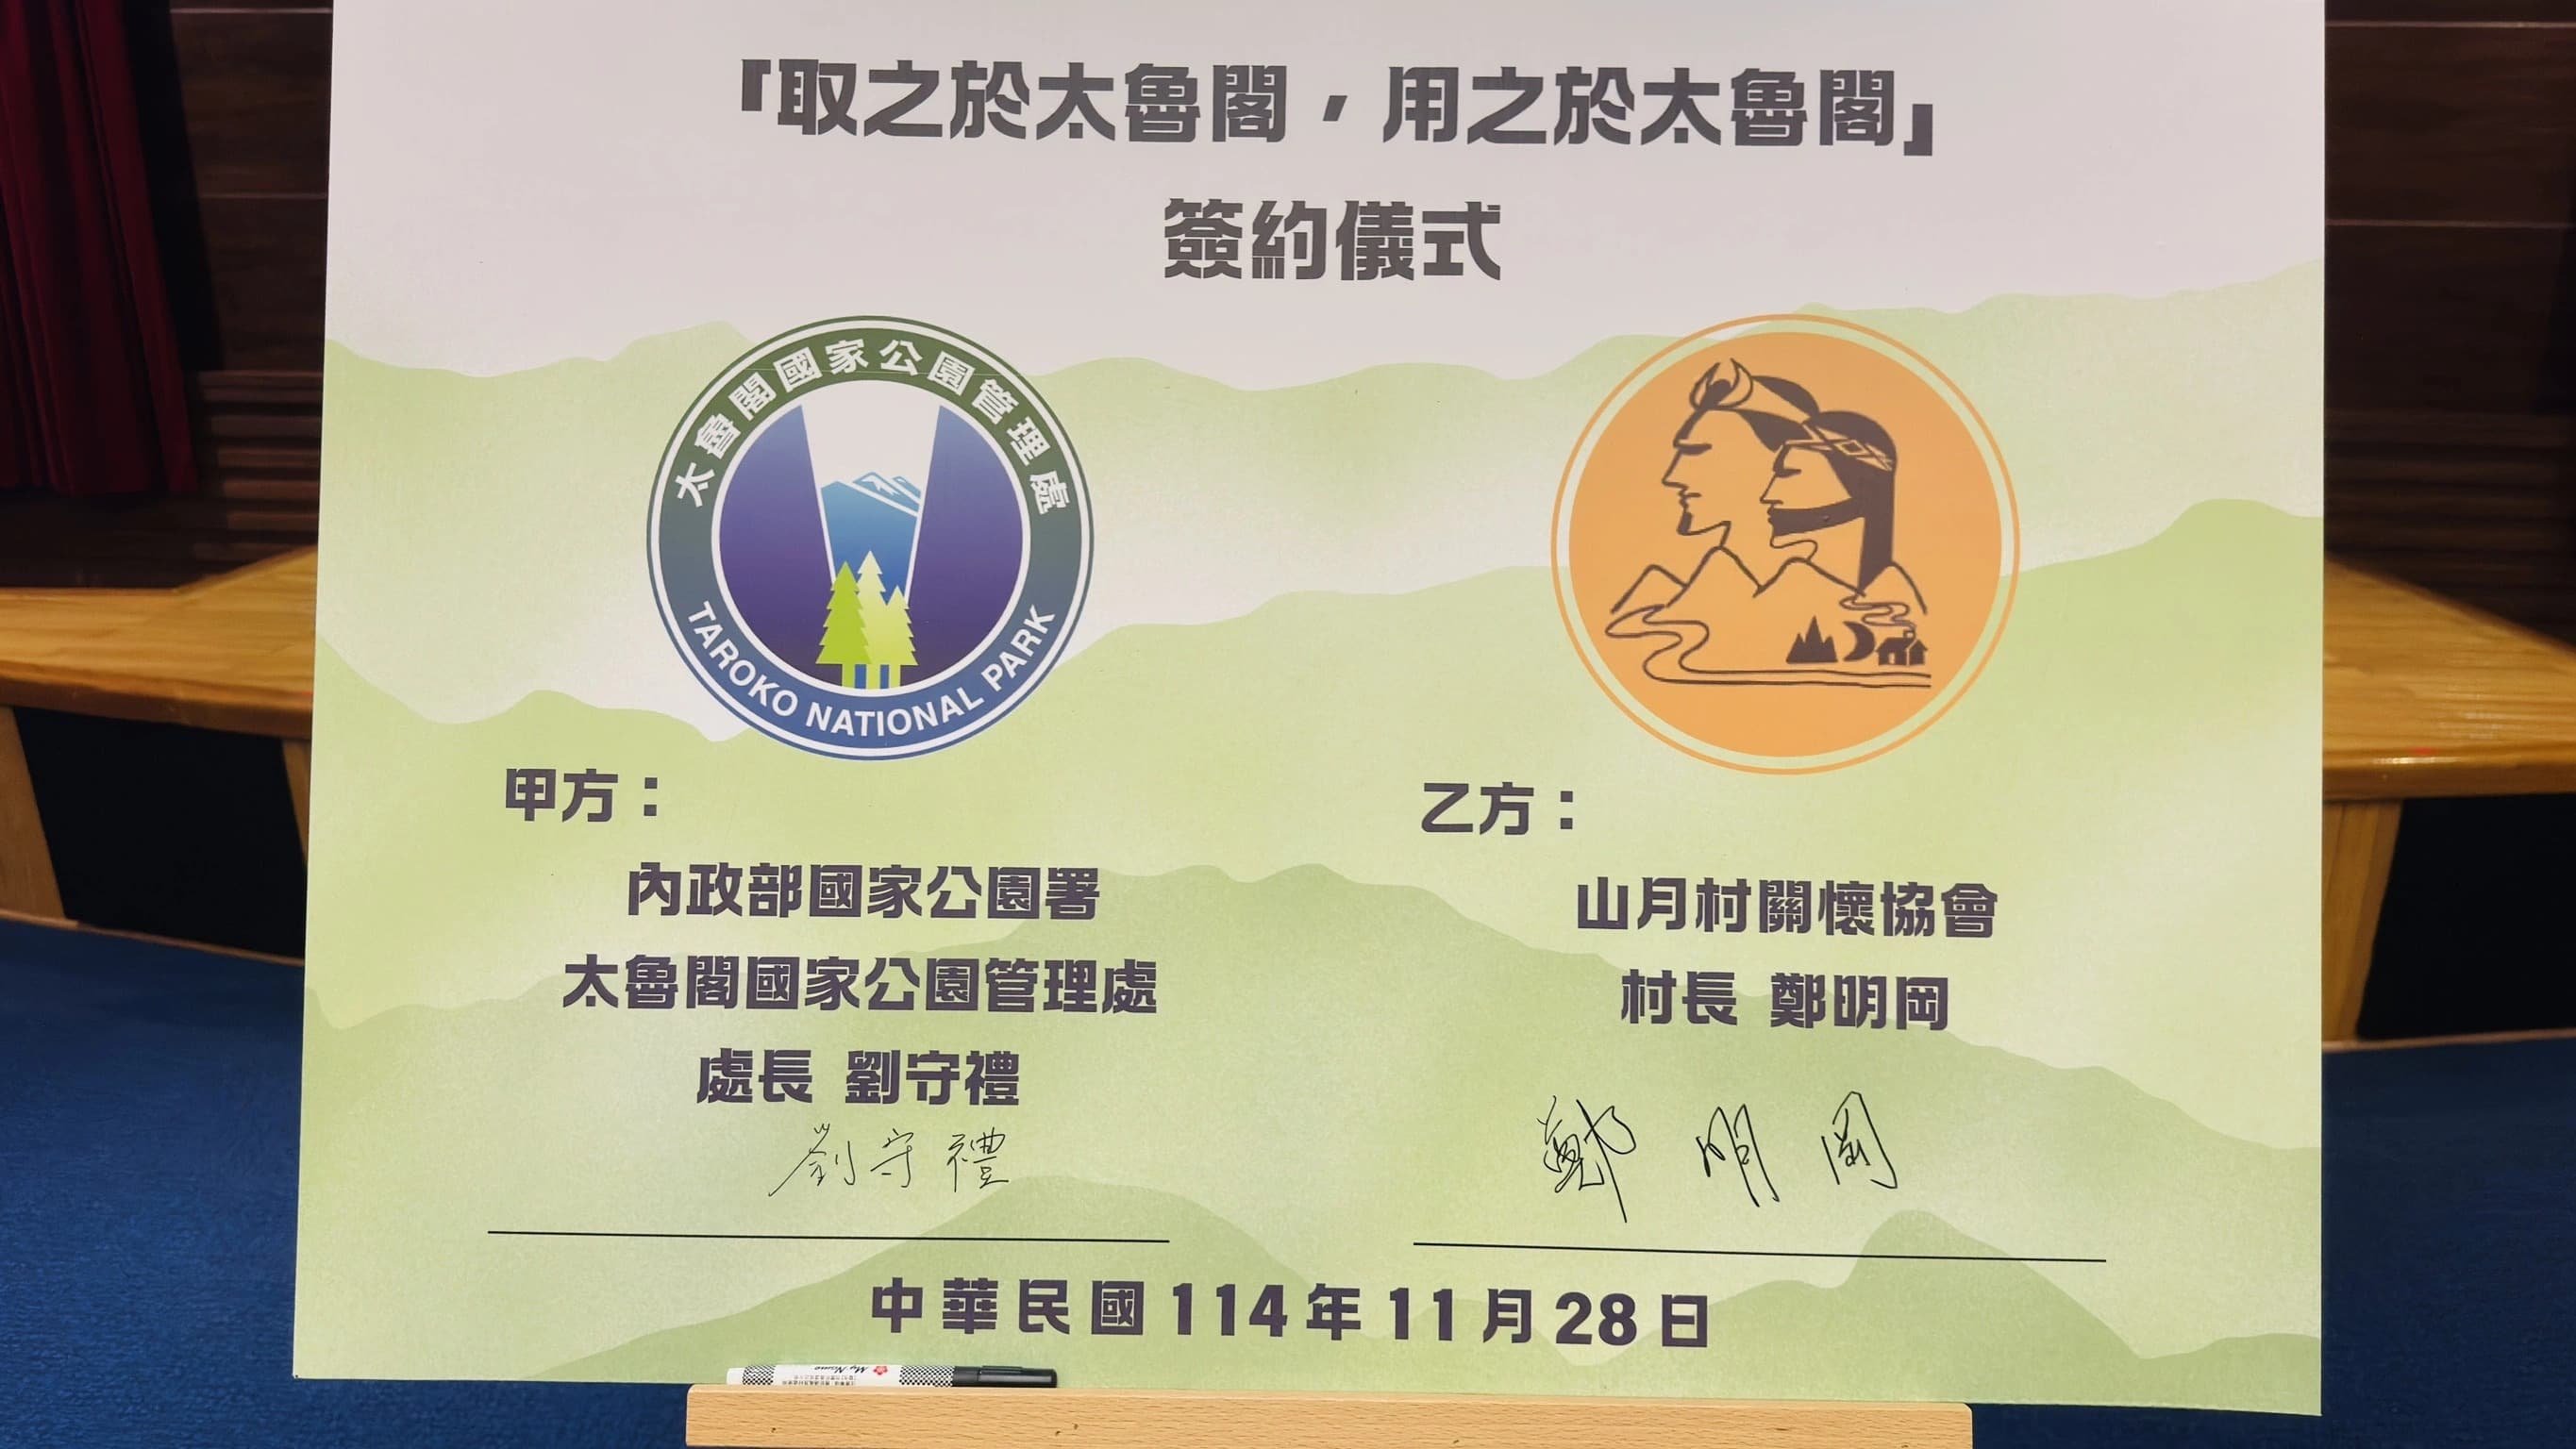 「取之於太魯閣，用之於太魯閣」
簽約儀式
太魯閣國家公園管理處
TAROKO NATIONAL PARK
甲方：
內政部國家公園署
太魯閣國家公園管理處
處長 劉守禮
劉守禮
乙方：
山月村關懷協會
村長 鄭明岡
鄭明岡
中華民國114年11月28日
My Name